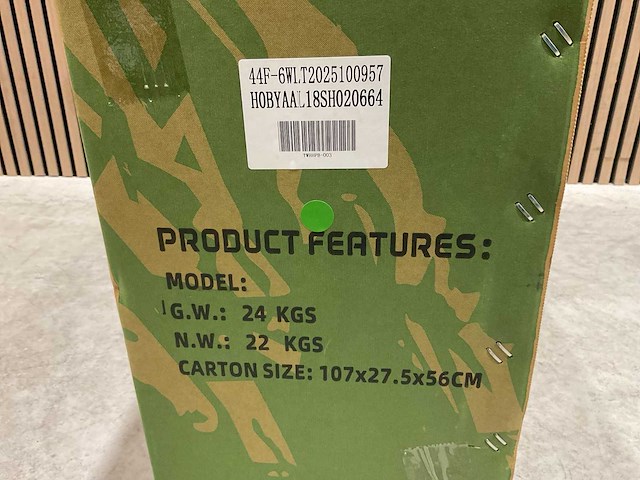 44F-6WLT2025100957
HOBYAAL18SH020664
PRODUCT FEATURES:
MODEL:
G.W.: 24 KGS
N.W.: 22 KGS
CARTON SIZE: 107x27.5x56CM